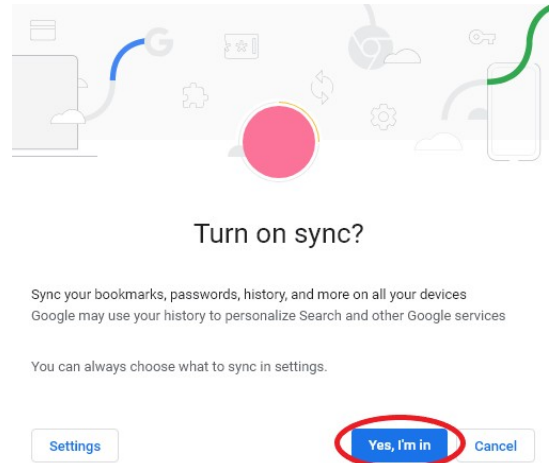 Turn on sync?
Sync your bookmarks, passwords, history, and more on all your devices
Google may use your history to personalize Search and other Google services
You can always choose what to sync in settings.
Settings
Yes, I'm in
Cancel